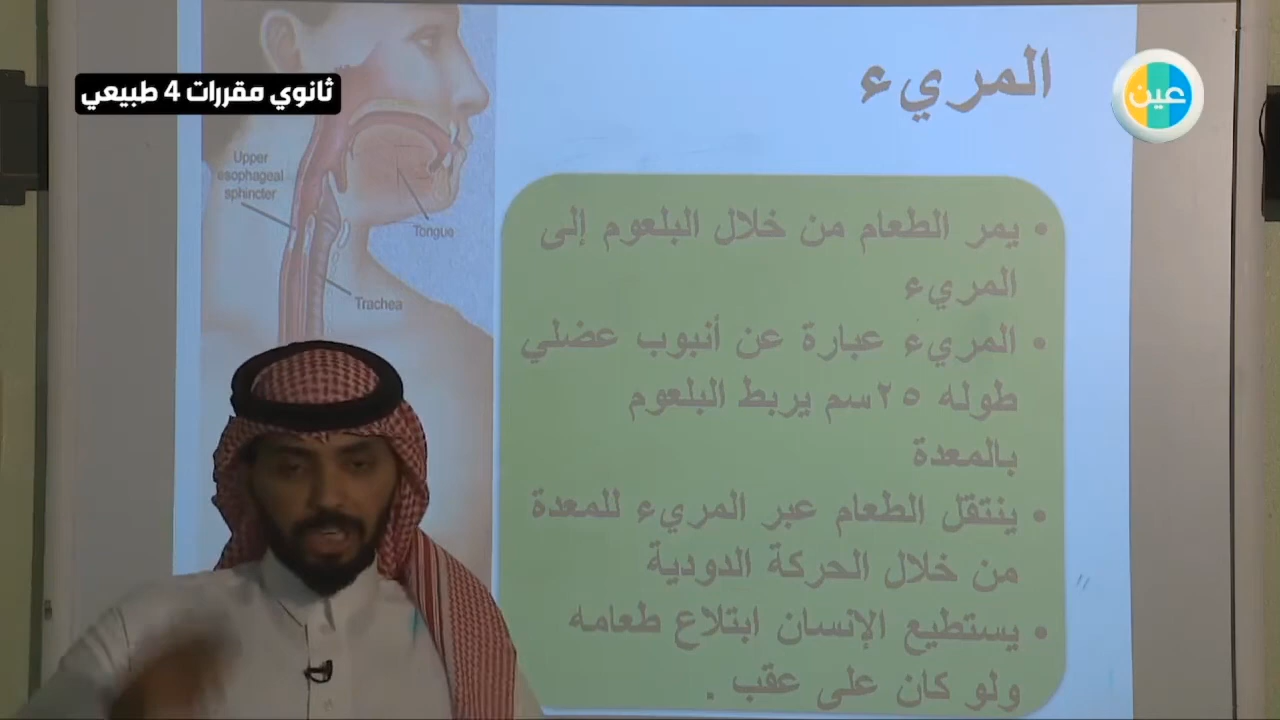 ثانوي مقررات 4 طبيعي
عين
المريء
Upper
esophageal
sphincter
Tongue
Trachea
• يمر الطعام من خلال البلعوم إلى
المريء
• المريء عبارة عن أنبوب عضلي
طوله ٢٥سم يربط البلعوم
بالمعدة
• ينتقل الطعام عبر المريء للمعدة
من خلال الحركة الدودية
• يستطيع الإنسان ابتلاع طعامه
ولو كان على عقب .